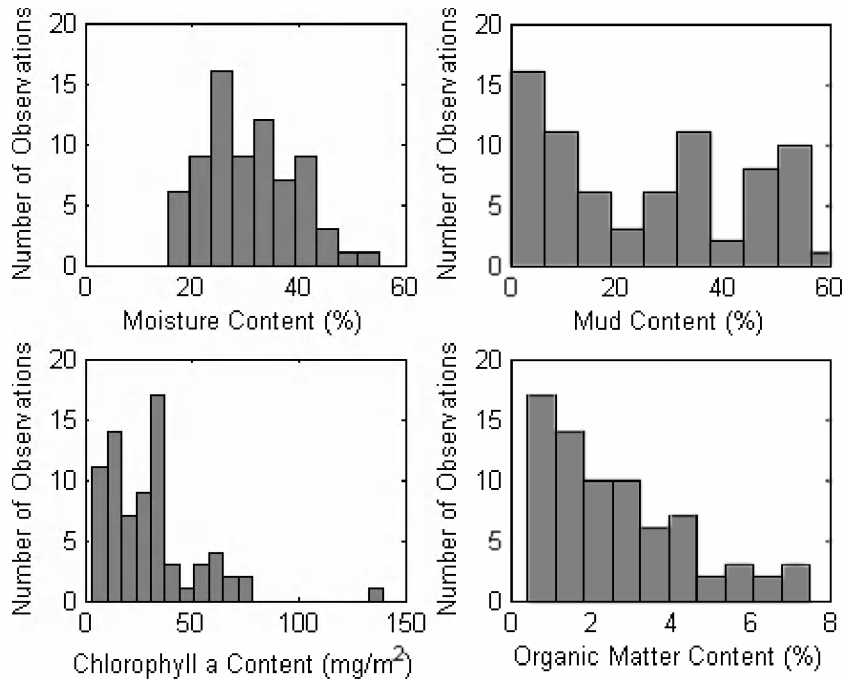 Number of Observations
20
15
10
5
0
0 20 40 60
Moisture Content (%)
Number of Observations
20
15
10
5
0
0 20 40 60
Mud Content (%)
Number of Observations
20
15
10
5
0
0 50 100 150
Chlorophyll a Content (mg/m²)
Number of Observations
20
15
10
5
0
0 2 4 6 8
Organic Matter Content (%)